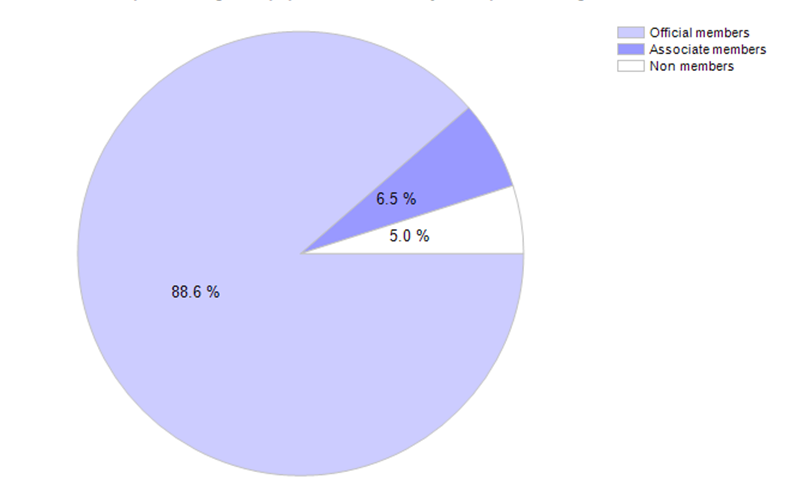 Official members
Associate members
Non members
6.5 %
5.0 %
88.6 %